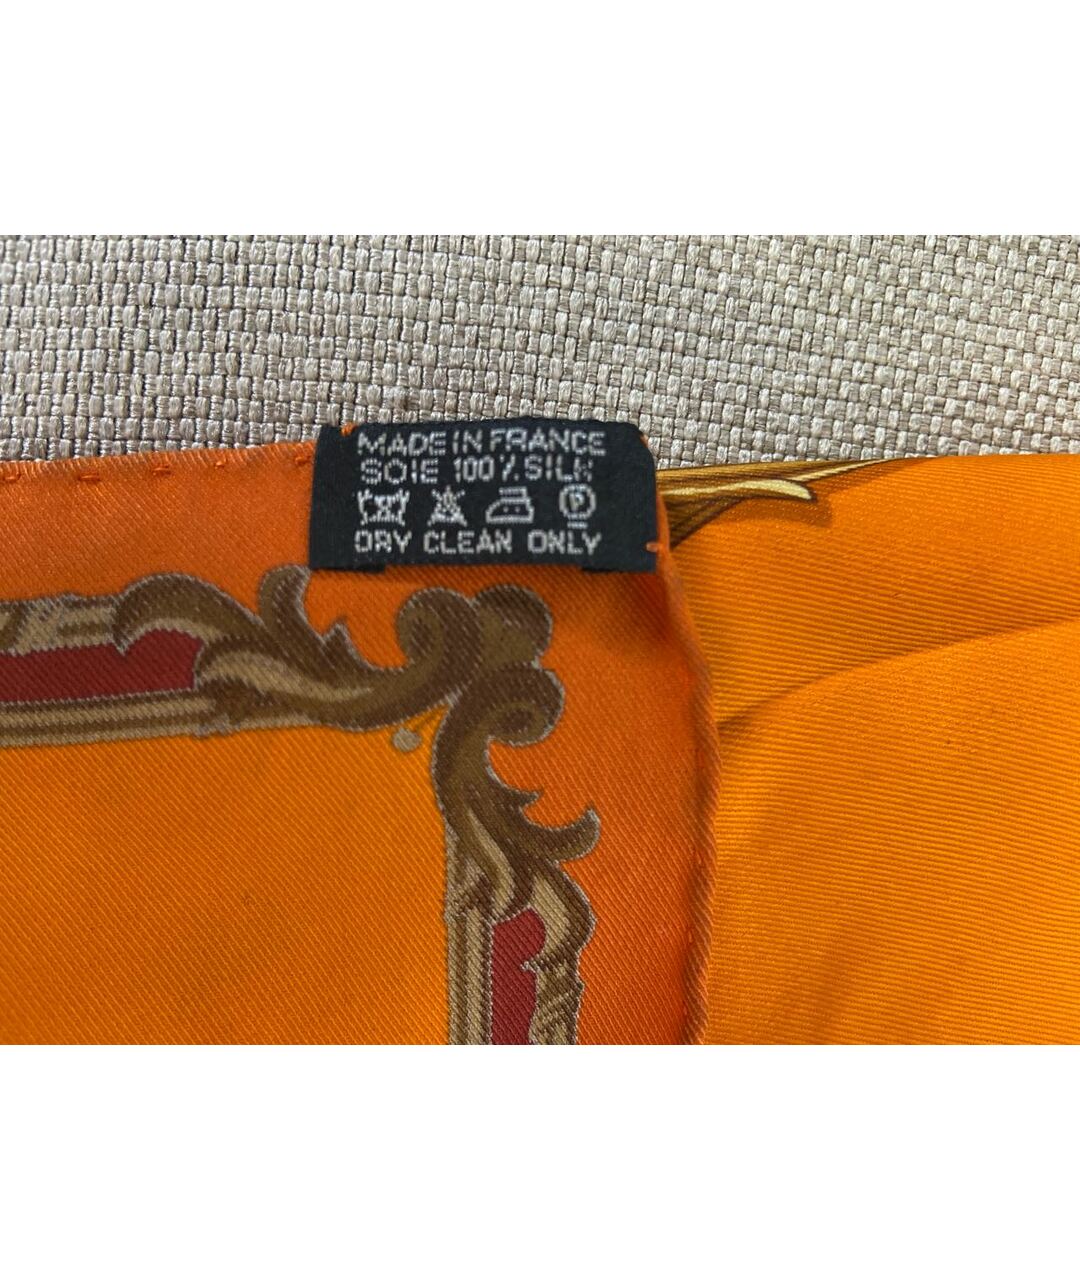 MADE IN FRANCE
SOIE 100% SILK
P
DRY CLEAN ONLY